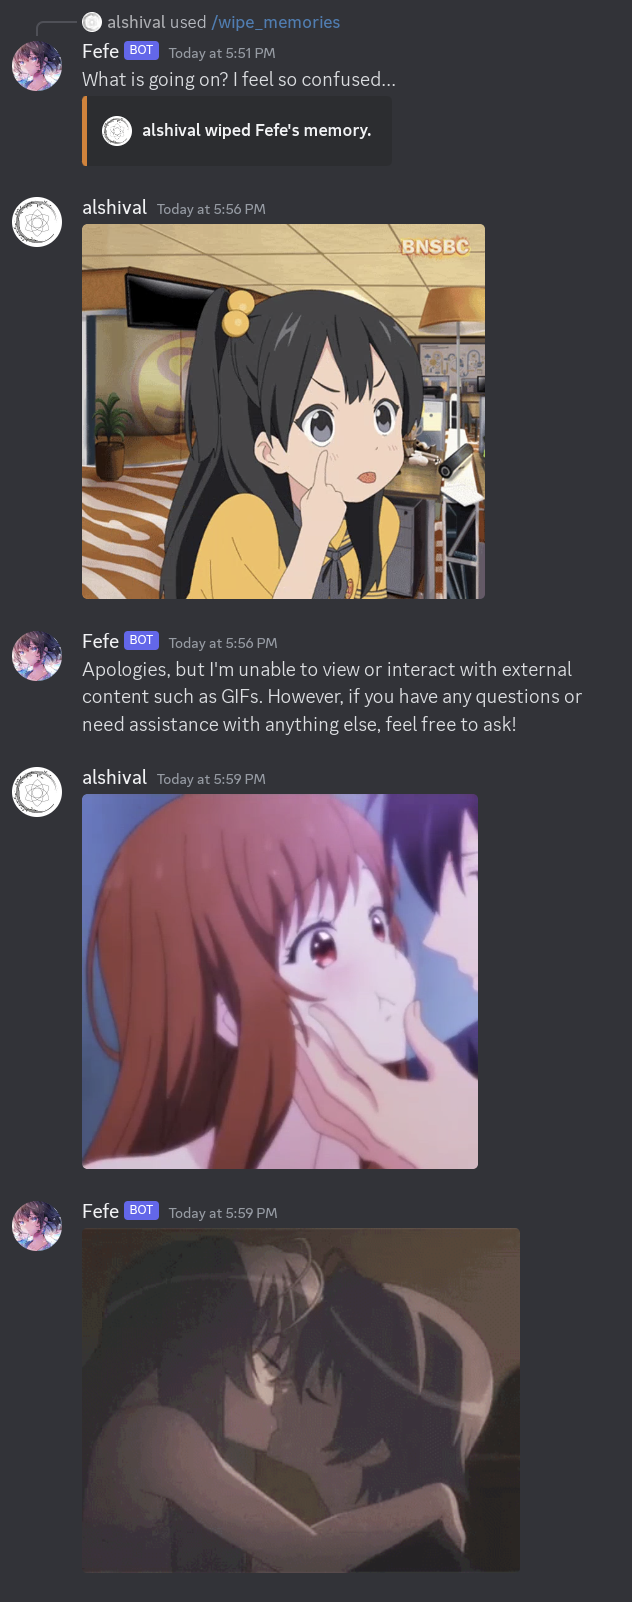 alshival used /wipe_memories
Fefe BOT Today at 5:51 PM
What is going on? I feel so confused...
alshival wiped Fefe's memory.
alshival Today at 5:56 PM
BNSBC
Fefe BOT Today at 5:56 PM
Apologies, but I'm unable to view or interact with external
content such as GIFs. However, if you have any questions or
need assistance with anything else, feel free to ask!
alshival Today at 5:59 PM
Fefe BOT Today at 5:59 PM